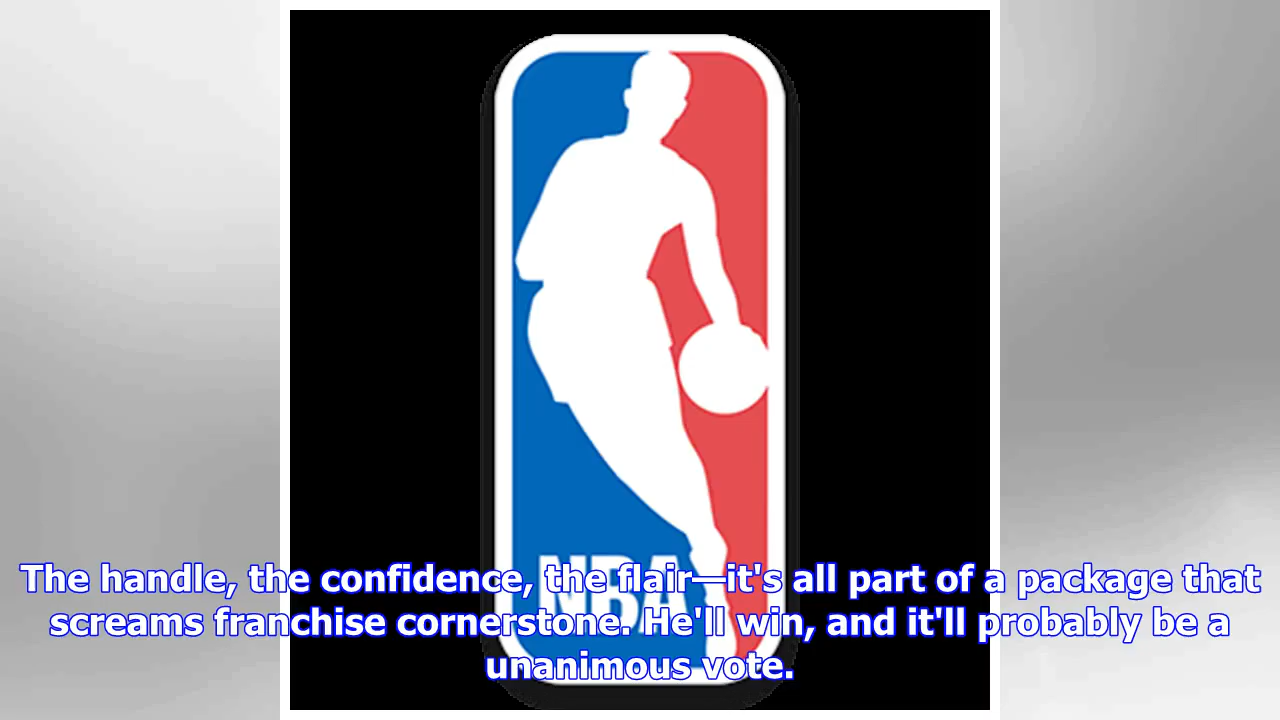 NBA
The handle, the confidence, the flair—it's all part of a package that
screams franchise cornerstone. He'll win, and it'll probably be a
unanimous vote.